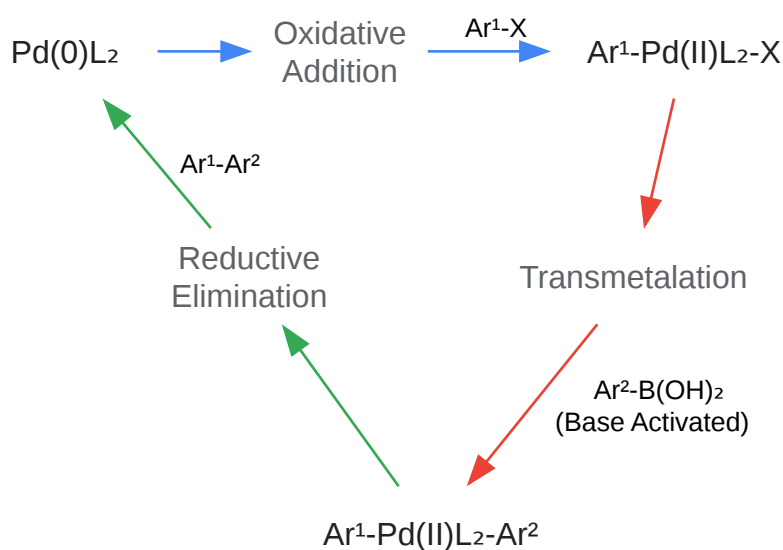 Pd(0)L₂
Oxidative
Addition
Ar¹-X
Ar¹-Pd(II)L₂-X
Ar¹-Ar²
Reductive
Elimination
Transmetalation
Ar²-B(OH)₂
(Base Activated)
Ar¹-Pd(II)L₂-Ar²